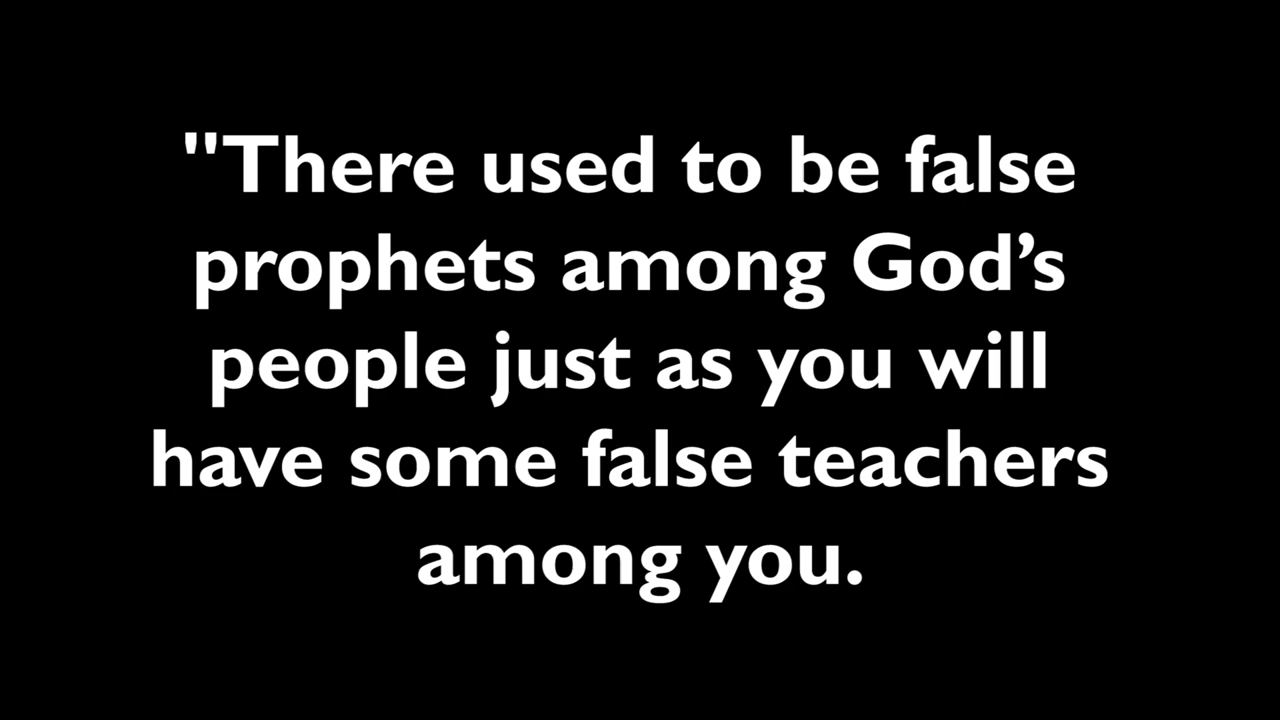 "There used to be false
prophets among God’s
people just as you will
have some false teachers
among you.